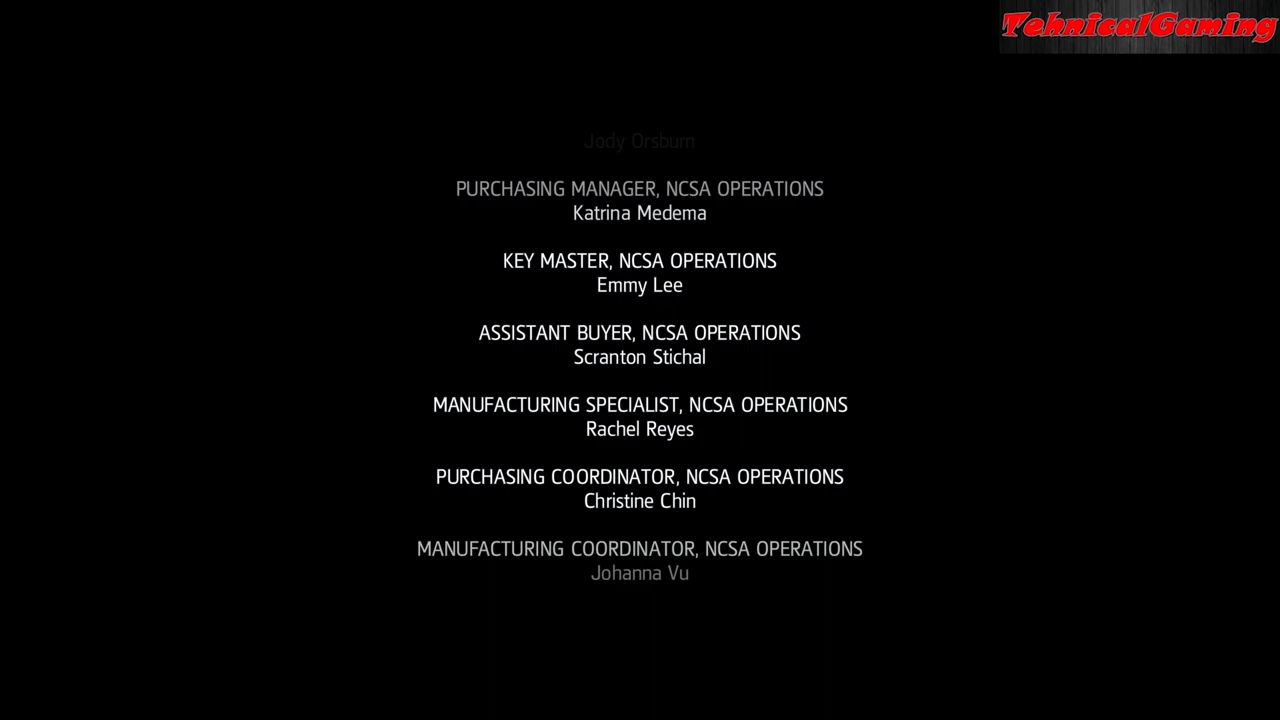 TehnicalGaming
Jody Orsburn
PURCHASING MANAGER, NCSA OPERATIONS
Katrina Medema
KEY MASTER, NCSA OPERATIONS
Emmy Lee
ASSISTANT BUYER, NCSA OPERATIONS
Scranton Stichal
MANUFACTURING SPECIALIST, NCSA OPERATIONS
Rachel Reyes
PURCHASING COORDINATOR, NCSA OPERATIONS
Christine Chin
MANUFACTURING COORDINATOR, NCSA OPERATIONS
Johanna Vu